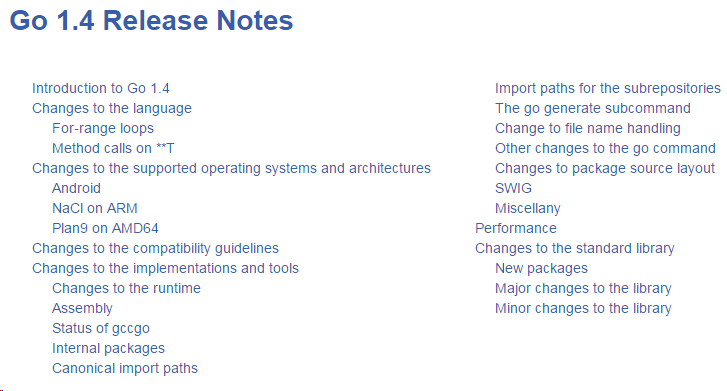 Go 1.4 Release Notes
Introduction to Go 1.4
Changes to the language
For-range loops
Method calls on **T
Changes to the supported operating systems and architectures
Android
NaCl on ARM
Plan9 on AMD64
Changes to the compatibility guidelines
Changes to the implementations and tools
Changes to the runtime
Assembly
Status of gccgo
Internal packages
Canonical import paths
Import paths for the subrepositories
The go generate subcommand
Change to file name handling
Other changes to the go command
Changes to package source layout
SWIG
Miscellany
Performance
Changes to the standard library
New packages
Major changes to the library
Minor changes to the library